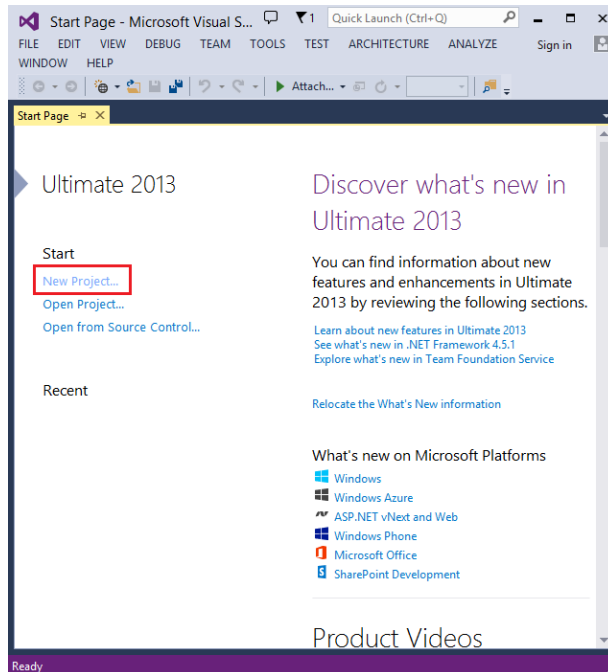 Start Page - Microsoft Visual S...
1
Quick Launch (Ctrl+Q)
FILE EDIT VIEW DEBUG TEAM TOOLS TEST ARCHITECTURE ANALYZE Sign in
WINDOW HELP
Attach...
Start Page
Ultimate 2013
Start
New Project...
Open Project...
Open from Source Control...
Recent
Discover what's new in
Ultimate 2013
You can find information about new
features and enhancements in Ultimate
2013 by reviewing the following sections.
Learn about new features in Ultimate 2013
See what's new in .NET Framework 4.5.1
Explore what's new in Team Foundation Service
Relocate the What's New information
What's new on Microsoft Platforms
Windows
Windows Azure
ASP.NET vNext and Web
Windows Phone
Microsoft Office
SharePoint Development
Product Videos
Ready